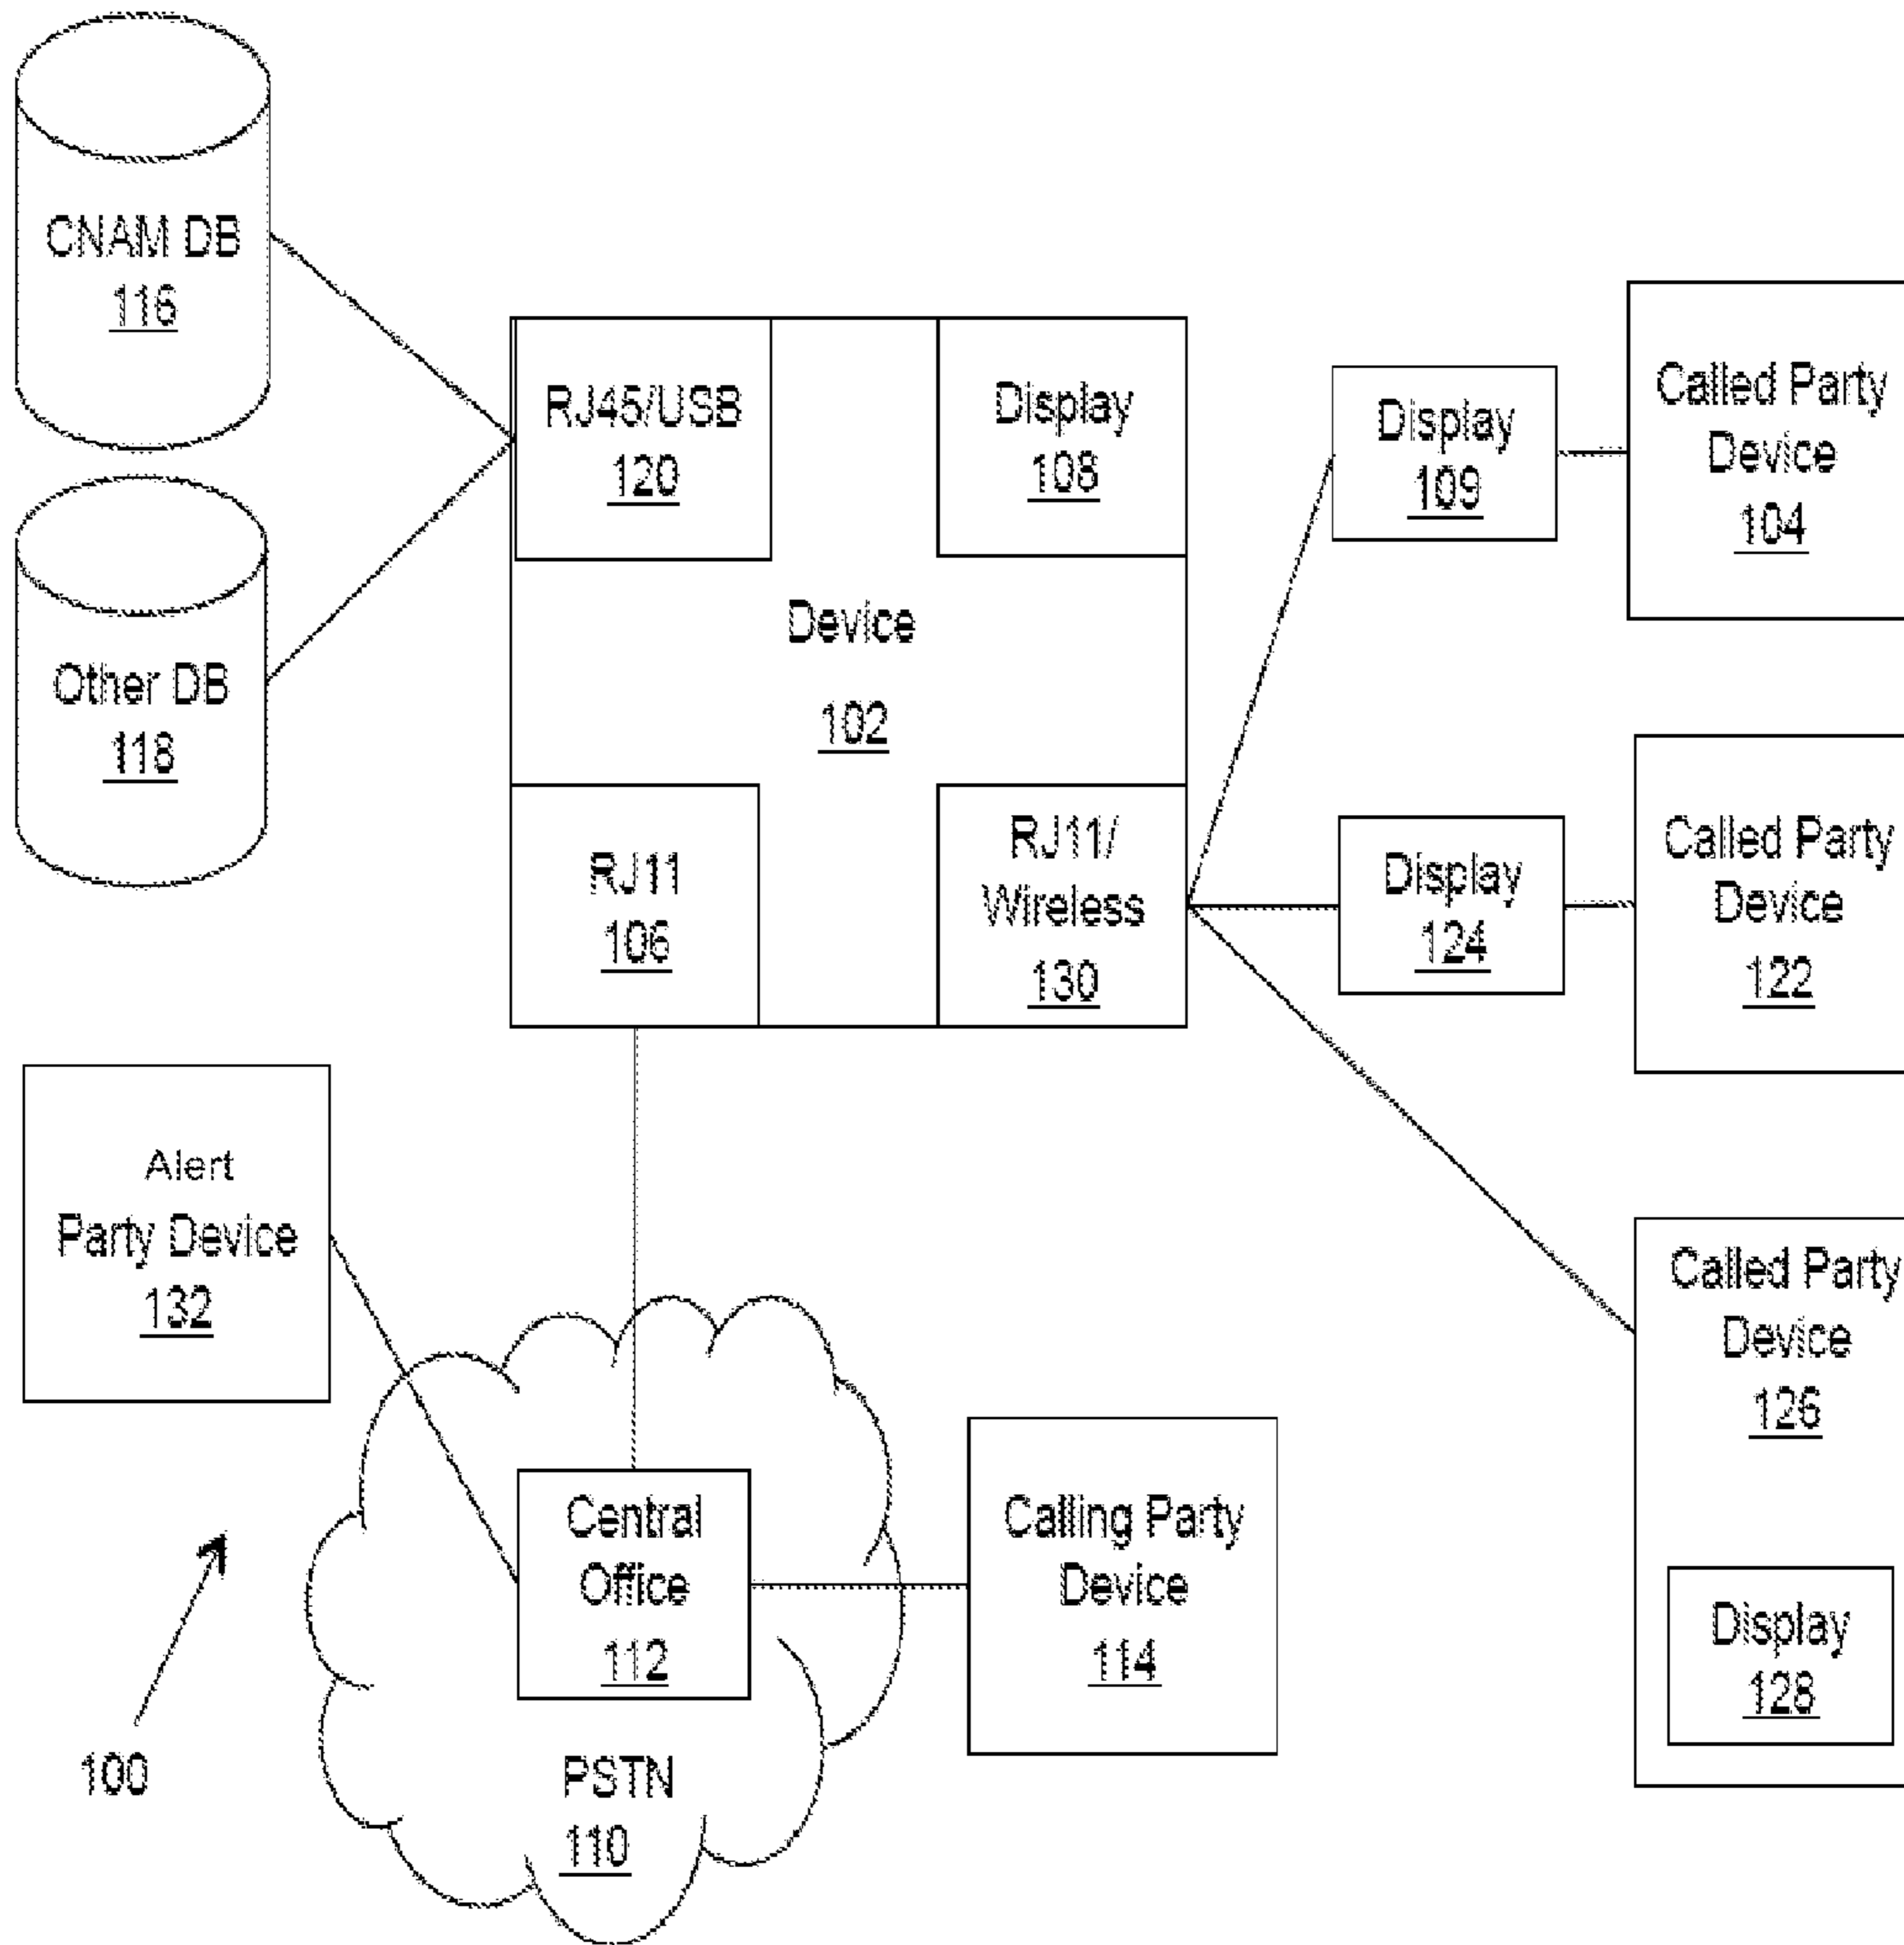 CNAM DB
116
Other DB
118
RJ45/USB
120
Display
108
Device
102
RJ11
106
RJ11/
Wireless
130
Display
109
Called Party
Device
104
Display
124
Called Party
Device
122
Called Party
Device
126
Display
128
Alert
Party Device
132
Central
Office
112
PSTN
110
Calling Party
Device
114
100